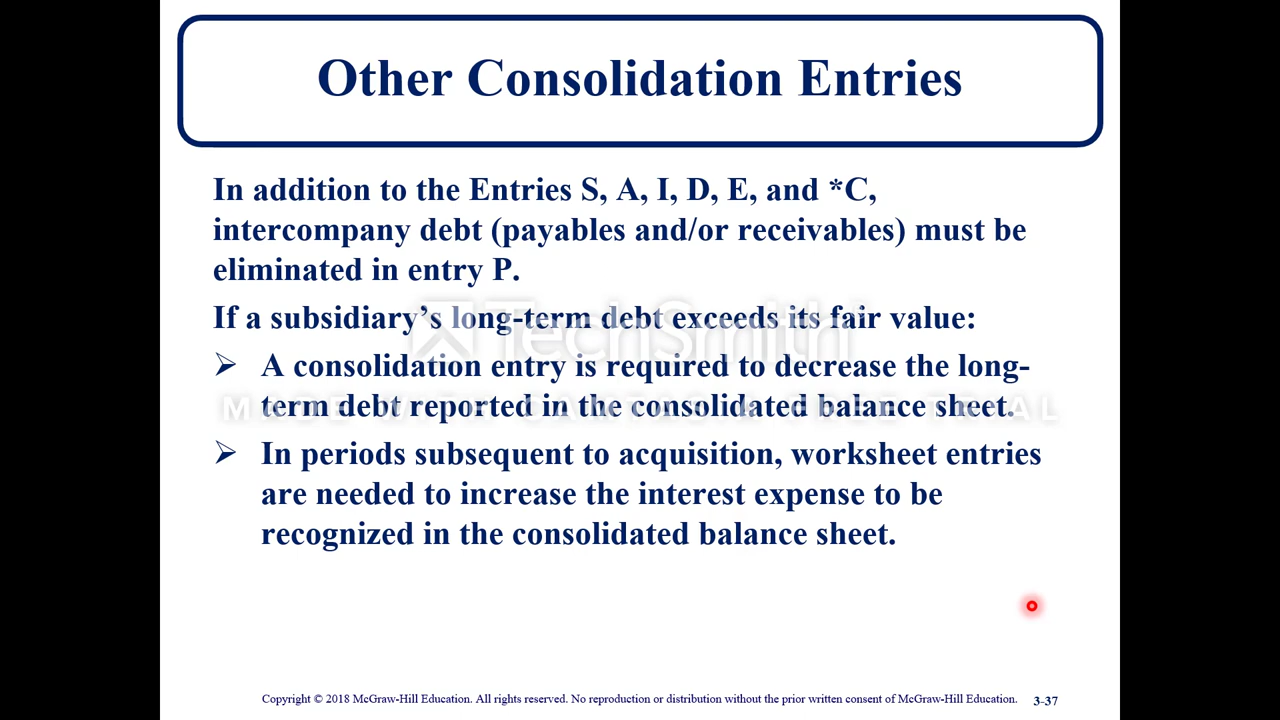 Other Consolidation Entries
In addition to the Entries S, A, I, D, E, and *C,
intercompany debt (payables and/or receivables) must be
eliminated in entry P.
If a subsidiary’s long-term debt exceeds its fair value:
TechSmith
➢ A consolidation entry is required to decrease the long-
term debt reported in the consolidated balance sheet.
➢ In periods subsequent to acquisition, worksheet entries
are needed to increase the interest expense to be
recognized in the consolidated balance sheet.
Copyright © 2018 McGraw-Hill Education. All rights reserved. No reproduction or distribution without the prior written consent of McGraw-Hill Education. 3-37